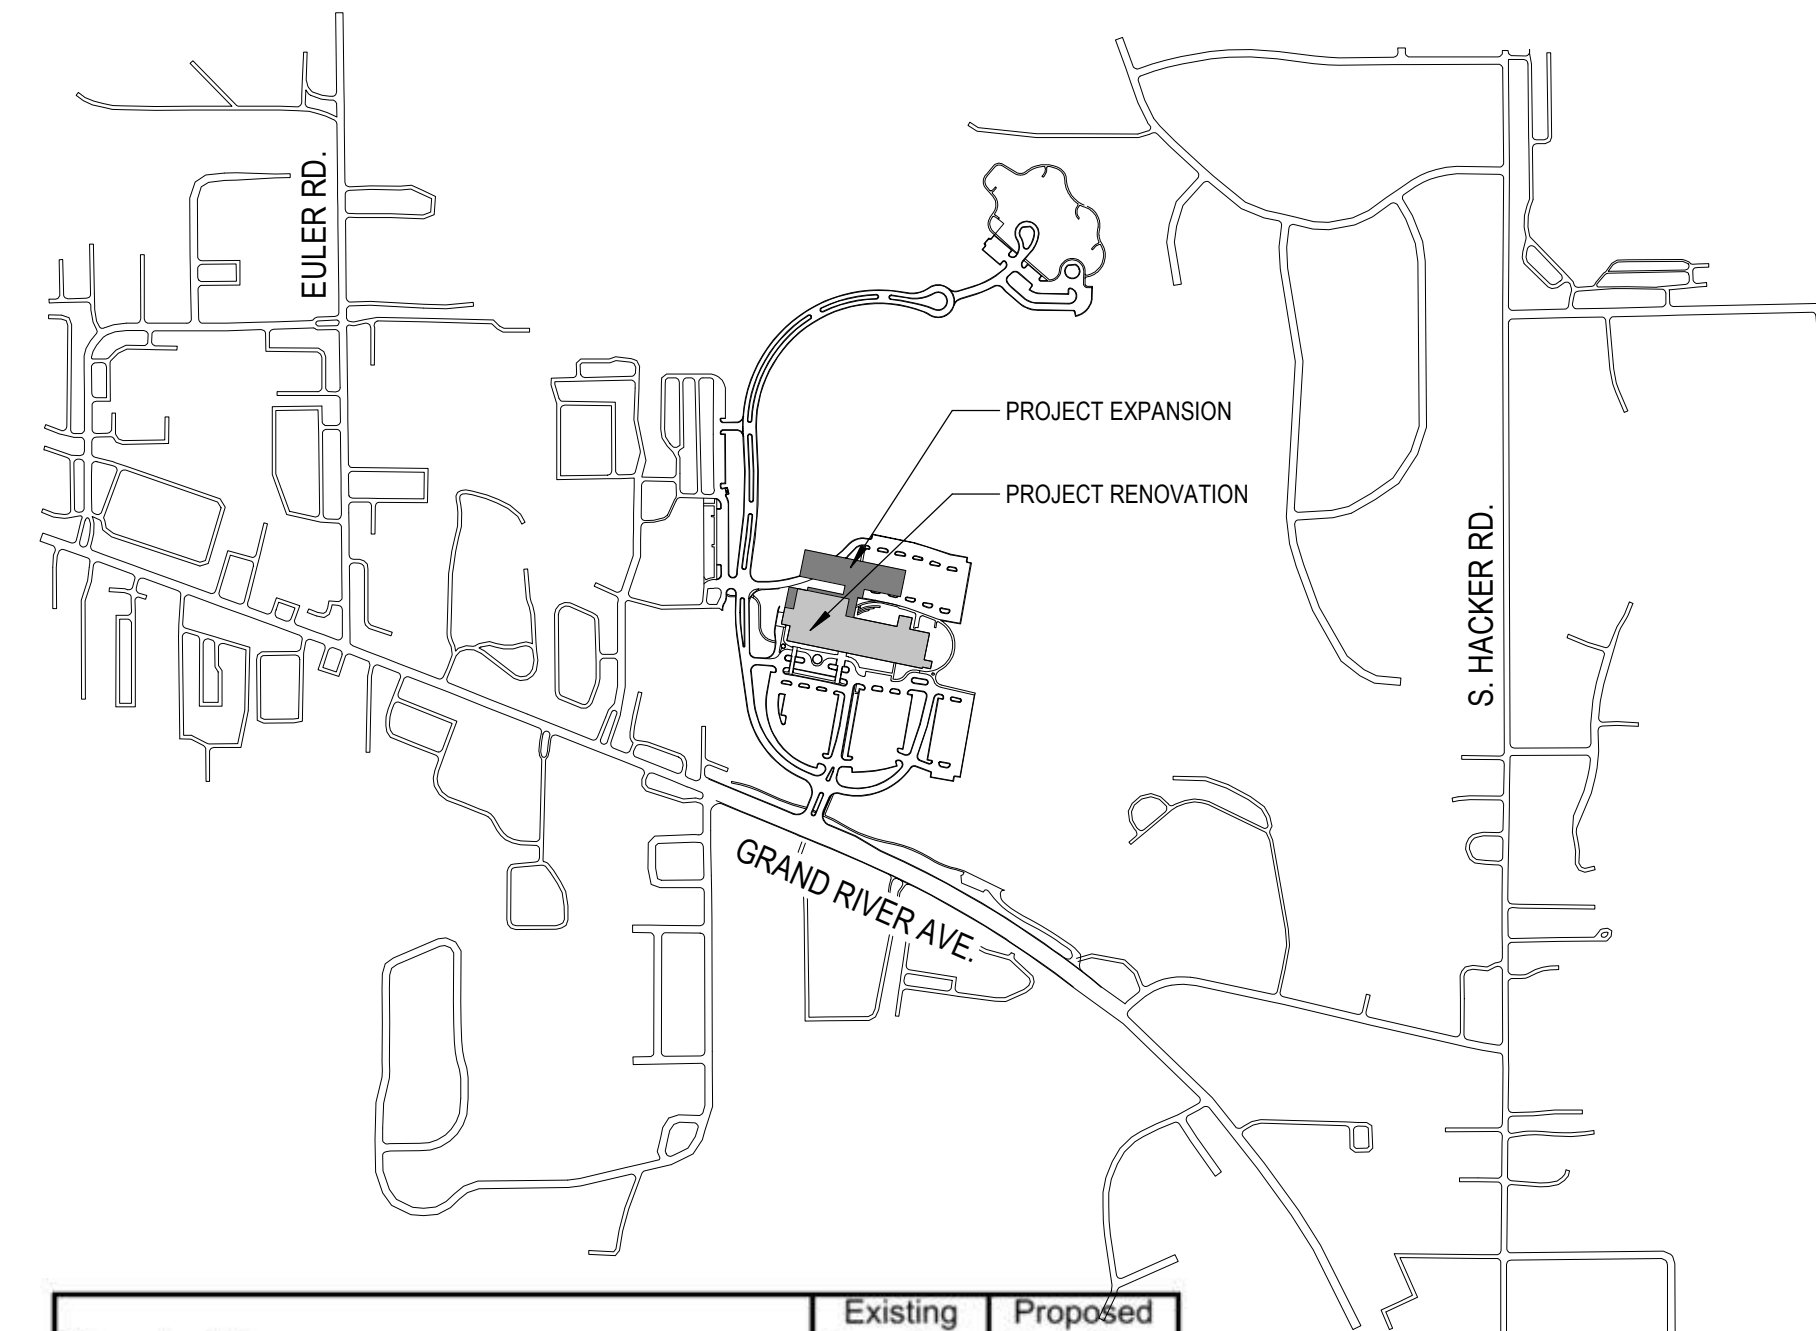 EULER RD.
PROJECT EXPANSION
PROJECT RENOVATION
S. HACKER RD.
GRAND RIVER AVE.
Existing Proposed